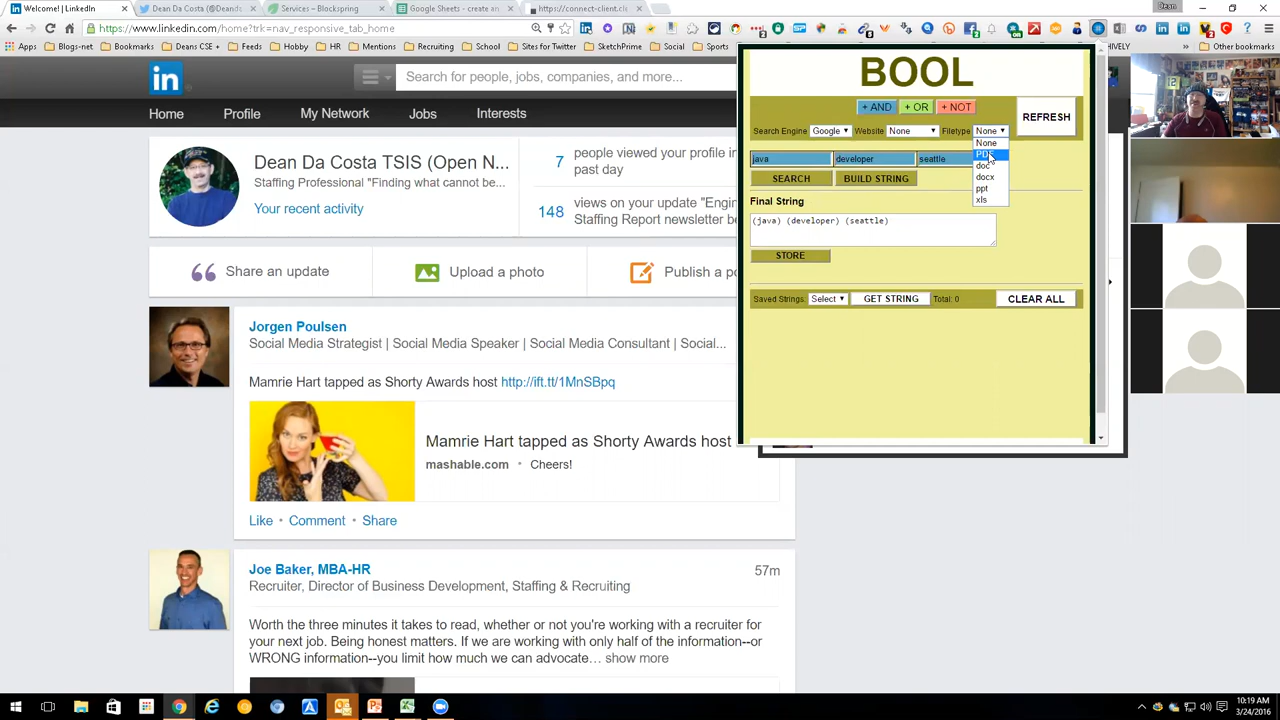 Welcome! | LinkedIn
Dean Da Costa (@Deands
Services – Blockspring
Google Sheets - create an
https://connect-client.cl
Dean
https://www.linkedin.com/home?trk=nav_responsive_tab_home
Apps
Blogs-net
Bookmarks
Deans CSE +
Email
Research
Recruiting
School
Sites for Twitter
SketchPrime
Social
Sports
HIVELY
Other bookmarks
in
Search for people, jobs, companies, and more.
Home
Profile
My Network
Jobs
Interests
BOOL
+ AND
+ OR
+ NOT
REFRESH
Search Engine
Google
Website
None
Filetype
None
None
PDF
doc
docx
ppt
xls
java
developer
seattle
SEARCH
BUILD STRING
Final String
(java) (developer) (seattle)
STORE
Saved Strings:
Select
GET STRING
Total: 0
CLEAR ALL
12
Dean Da Costa TSIS (Open N...
Staffing Professional "Finding what cannot be
Your recent activity
7
people viewed your profile in
past day
148
views on your update "Engine
Staffing Report newsletter be
Share an update
Upload a photo
Publish a po
Jorgen Poulsen
Social Media Strategist | Social Media Speaker | Social Media Consultant | Social...
Mamrie Hart tapped as Shorty Awards host http://ift.tt/1MnSBpq
Mamrie Hart tapped as Shorty Awards host
mashable.com • Cheers!
Like • Comment • Share
Joe Baker, MBA-HR
57m
Recruiter, Director of Business Development, Staffing & Recruiting
Worth the three minutes it takes to read, whether or not you're working with a recruiter for
your next job. Being honest matters. If we are working with only half of the information--or
WRONG information--you limit how much we can advocate… show more
10:19 AM
3/24/2016